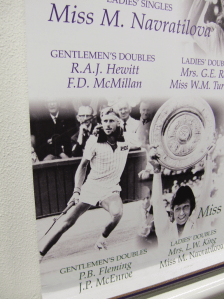 LADIES' SINGLES
Miss M. Navratilova
GENTLEMEN'S DOUBLES
R.A.J. Hewitt
F.D. McMillan
LADIES' DOUB
Mrs. G.E. R
Miss W.M. Tur
Miss
GENTLEMEN'S DOUBLES
P.B. Fleming
J.P. McEnroe
LADIES' DOUBLES
Mrs. L.W. King
Miss M. Navratilova